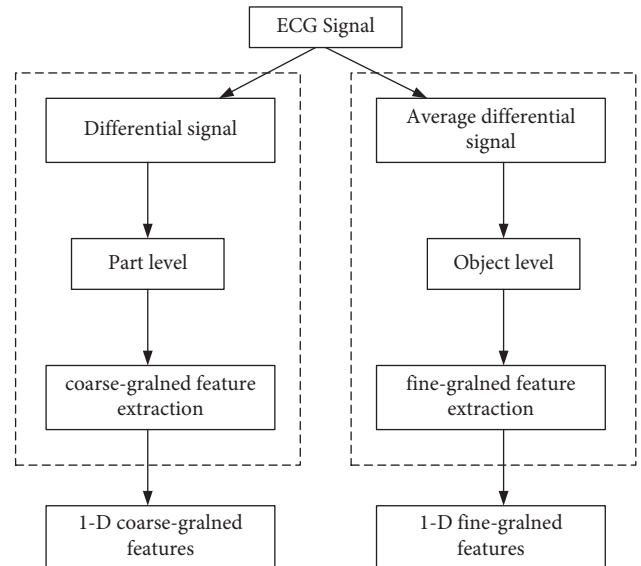 ECG Signal
Differential signal
Average differential
signal
Part level
Object level
coarse-gralned feature
extraction
fine-gralned feature
extraction
1-D coarse-gralned
features
1-D fine-gralned
features